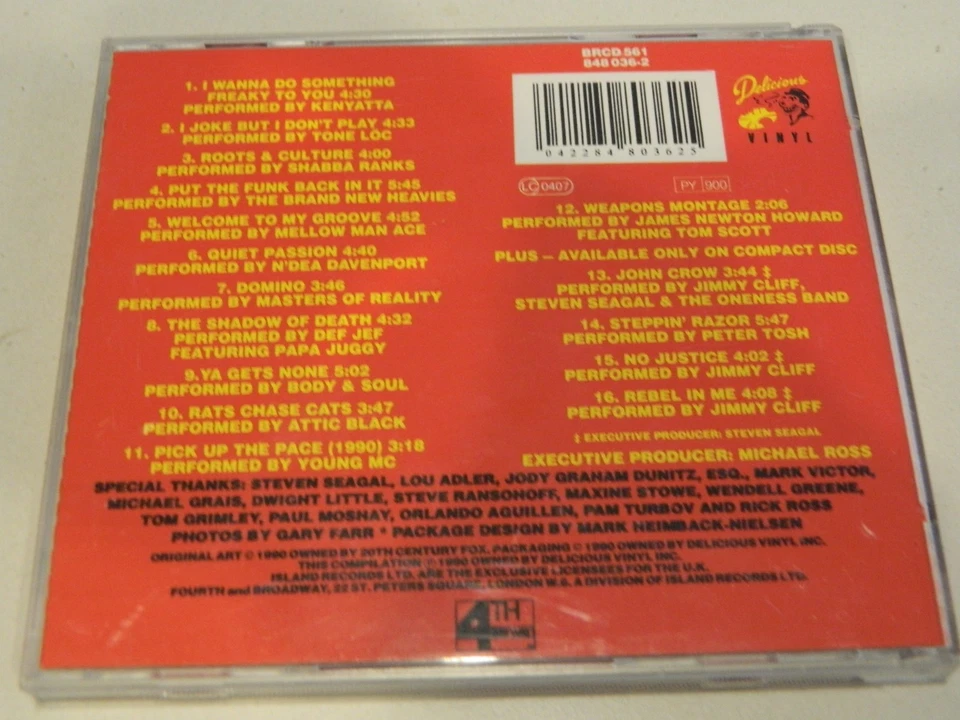 1. I WANNA DO SOMETHING
FREAKY TO YOU 4:30
PERFORMED BY KENYATTA
2. I JOKE BUT I DON'T PLAY 4:33
PERFORMED BY TONE LOC
3. ROOTS & CULTURE 4:00
PERFORMED BY SHABBA RANKS
4. PUT THE FUNK BACK IN IT 5:45
PERFORMED BY THE BRAND NEW HEAVIES
5. WELCOME TO MY GROOVE 4:52
PERFORMED BY MELLOW MAN ACE
6. QUIET PASSION 4:40
PERFORMED BY N'DEA DAVENPORT
7. DOMINO 3:46
PERFORMED BY MASTERS OF REALITY
8. THE SHADOW OF DEATH 4:32
PERFORMED BY DEF JEF
FEATURING PAPA JUGGY
9. YA GETS NONE 5:02
PERFORMED BY BODY & SOUL
10. RATS CHASE CATS 3:47
PERFORMED BY ATTIC BLACK
11. PICK UP THE PACE (1990) 3:18
PERFORMED BY YOUNG MC
BRCD 561
848 036-2
0 42284 80362 5
Delicious
VINYL
LC 0407
PY 900
12. WEAPONS MONTAGE 2:06
PERFORMED BY JAMES NEWTON HOWARD
FEATURING TOM SCOTT
PLUS – AVAILABLE ONLY ON COMPACT DISC
13. JOHN CROW 3:44 ‡
PERFORMED BY JIMMY CLIFF,
STEVEN SEAGAL & THE ONENESS BAND
14. STEPPIN' RAZOR 5:47
PERFORMED BY PETER TOSH
15. NO JUSTICE 4:02 ‡
PERFORMED BY JIMMY CLIFF
16. REBEL IN ME 4:08 ‡
PERFORMED BY JIMMY CLIFF
‡ EXECUTIVE PRODUCER: STEVEN SEAGAL
EXECUTIVE PRODUCER: MICHAEL ROSS
SPECIAL THANKS: STEVEN SEAGAL, LOU ADLER, JODY GRAHAM DUNITZ, ESQ., MARK VICTOR,
MICHAEL GRAIS, DWIGHT LITTLE, STEVE RANSOHOFF, MAXINE STOWE, WENDELL GREENE,
TOM GRIMLEY, PAUL MOSHAY, ORLANDO AGUILLEN, PAM TURBOV AND RICK ROSS
PHOTOS BY GARY FARR * PACKAGE DESIGN BY MARK HEIMBACK-NIELSEN
ORIGINAL ART © 1990 OWNED BY 20TH CENTURY FOX. PACKAGING © 1990 OWNED BY DELICIOUS VINYL INC.
THIS COMPILATION ℗ 1990 OWNED BY DELICIOUS VINYL INC.
ISLAND RECORDS LTD. ARE THE EXCLUSIVE LICENSEES FOR THE U.K.
FOURTH and BROADWAY, 22 ST. PETERS SQUARE, LONDON W.6. A DIVISION OF ISLAND RECORDS LTD.
4TH